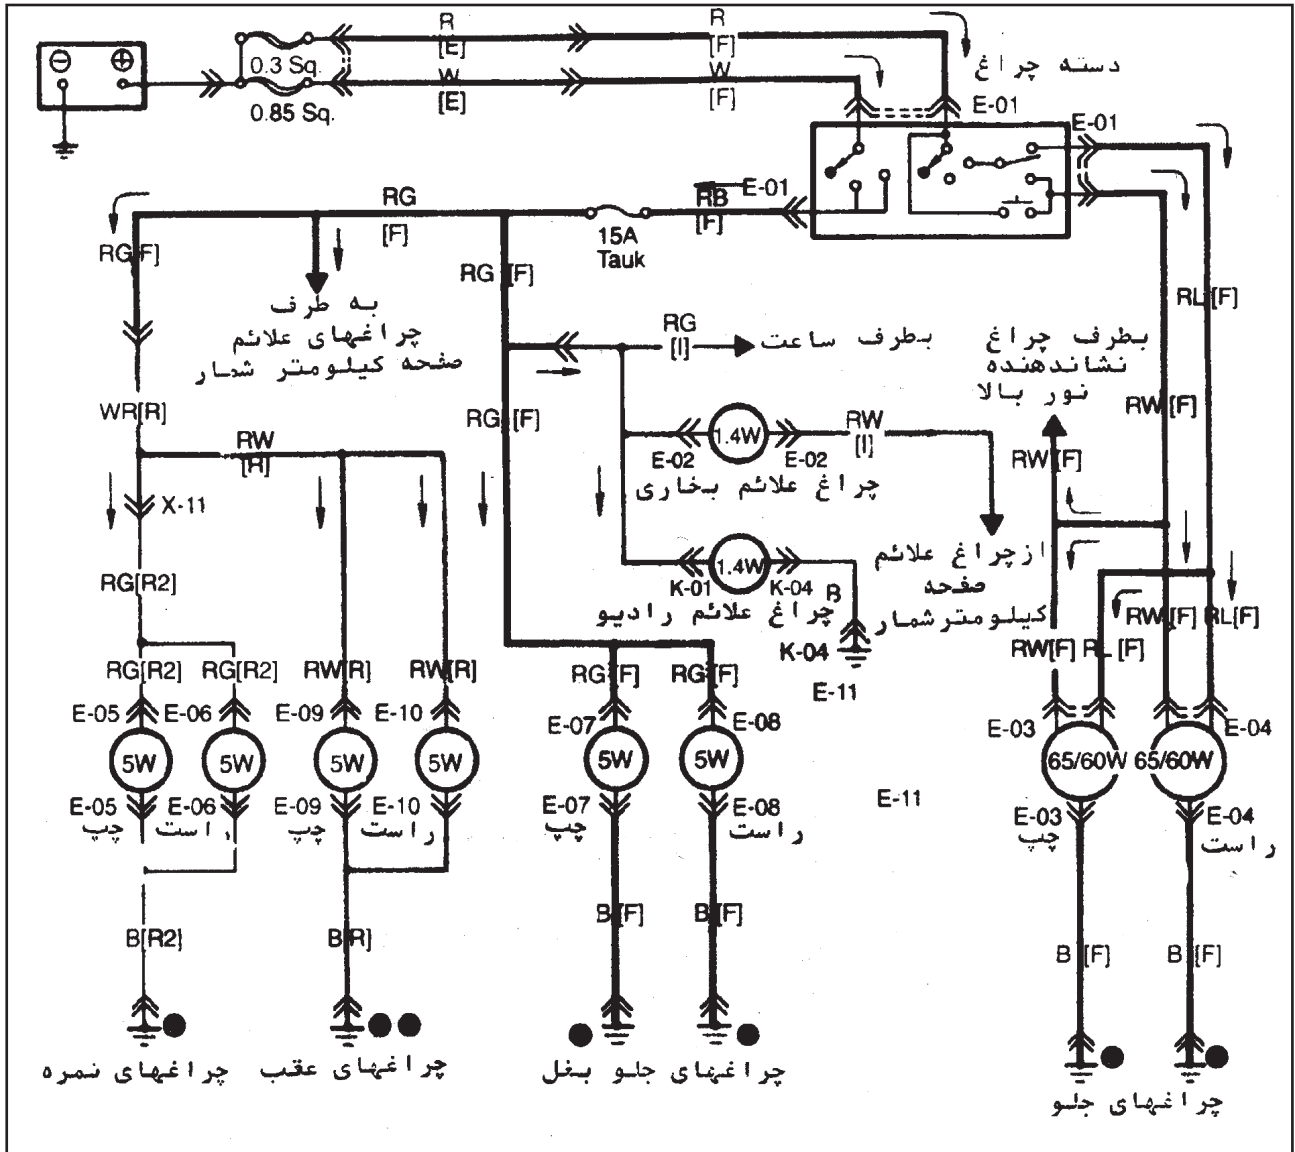 R
[E]
R
[F]
0.3 Sq.
W
[E]
W
[F]
0.85 Sq.
دسته چراغ
E-01
E-01
E-01
RB
[F]
15A
Tauk
RG
[F]
RG[F]
RG [F]
به طرف
چراغهای علائم
صفحه کیلومتر شمار
RG
[I]
بطرف ساعت
بطرف چراغ
نشاندهنده
نور بالا
RL[F]
RW[F]
WR[R]
RW
[R]
RG [F]
1.4W
E-02
E-02
RW
[I]
چراغ علائم بخاری
RW[F]
X-11
RG[R2]
1.4W
K-01
K-04
B
چراغ علائم رادیو
K-04
E-11
ازچراغ علائم
صفحه
کیلومترشمار
RW[F]
RL[F]
RW[F]
RL[F]
RG[R2]
RG[R2]
RW[R]
RW[R]
RG[F]
RG[F]
E-05
E-06
E-09
E-10
E-07
E-08
E-03
E-04
5W
5W
5W
5W
5W
5W
65/60W
65/60W
E-05
E-06
E-09
E-10
E-07
E-08
E-11
E-03
E-04
چپ
راست
چپ
راست
چپ
راست
چپ
راست
B[R2]
B[R]
B[F]
B[F]
B[F]
B[F]
چراغهای نمره
چراغهای عقب
چراغهای جلو بغل
چراغهای جلو